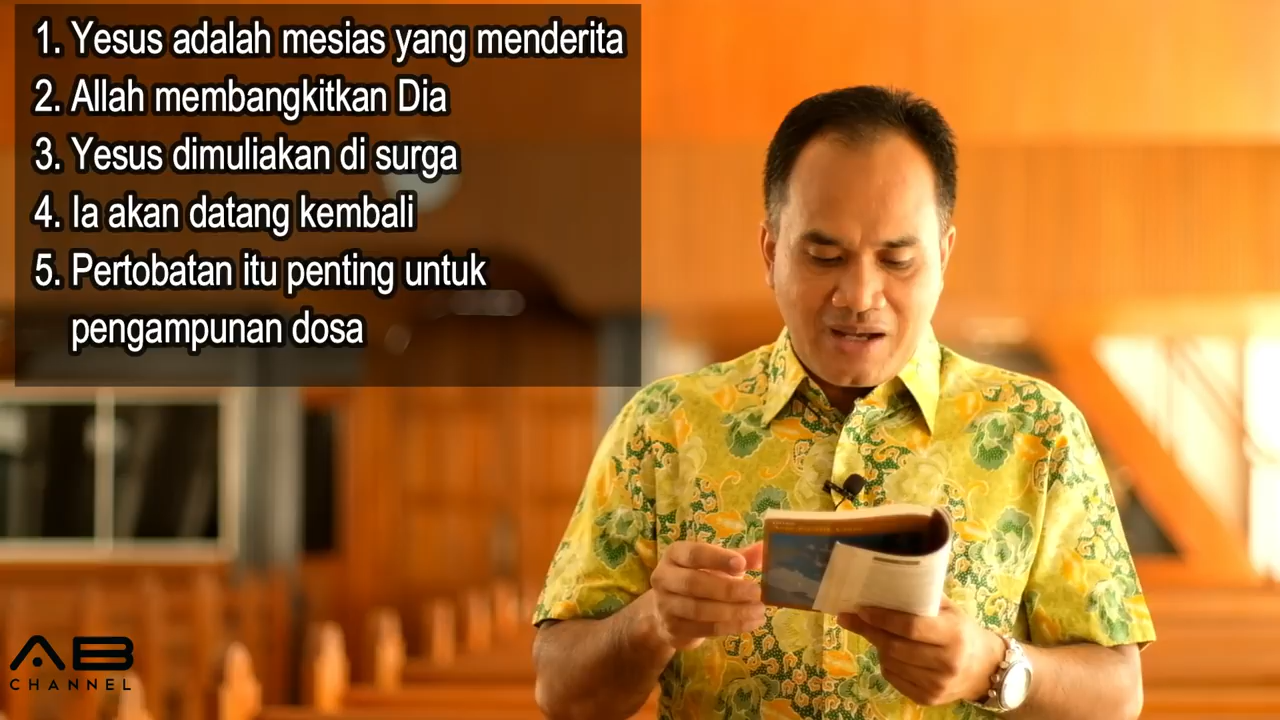 1. Yesus adalah mesias yang menderita
2. Allah membangkitkan Dia
3. Yesus dimuliakan di surga
4. Ia akan datang kembali
5. Pertobatan itu penting untuk
pengampunan dosa
AB
CHANNEL